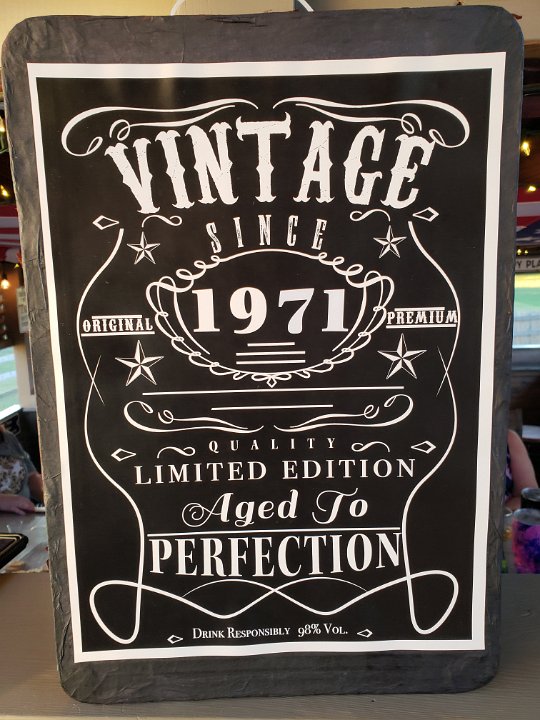 VINTAGE
SINCE
1971
ORIGINAL
PREMIUM
QUALITY
LIMITED EDITION
Aged To
PERFECTION
DRINK RESPONSIBLY 98% VOL.